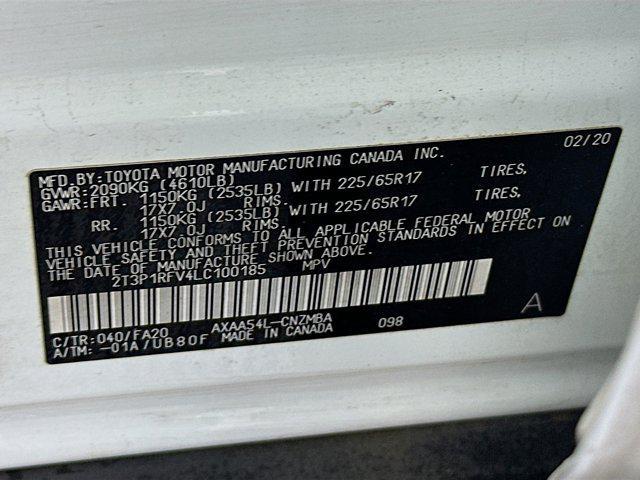 MFD.BY:TOYOTA MOTOR MANUFACTURING CANADA INC. 02/20
GVWR:2090KG (4610LB)
GAWR:FRT. 1150KG (2535LB) WITH 225/65R17 TIRES,
17X7.0J RIMS.
RR. 1150KG (2535LB) WITH 225/65R17 TIRES,
17X7.0J RIMS.
THIS VEHICLE CONFORMS TO ALL APPLICABLE FEDERAL MOTOR
VEHICLE SAFETY AND THEFT PREVENTION STANDARDS IN EFFECT ON
THE DATE OF MANUFACTURE SHOWN ABOVE.
2T3P1RFV4LC100185 MPV
C/TR:040/FA20 AXAA54L-CNZMBA 098 A
A/TM:-01A/UB80F MADE IN CANADA